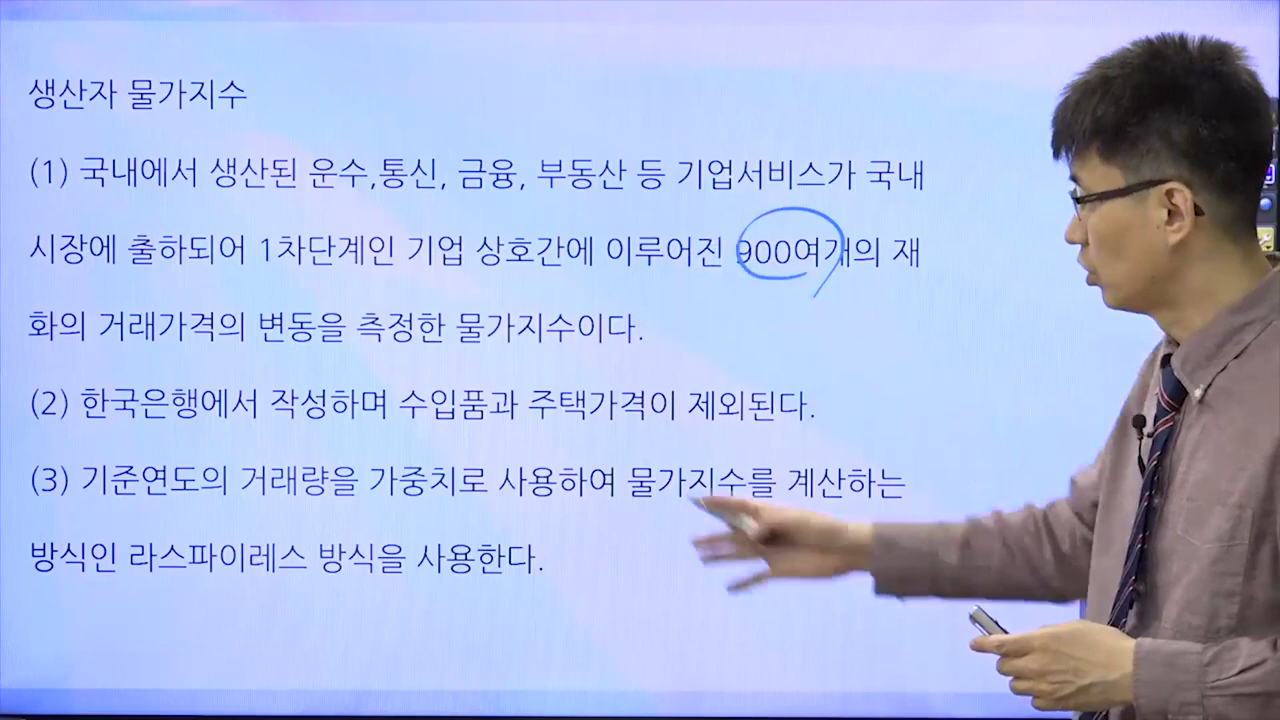 생산자 물가지수
(1) 국내에서 생산된 운수,통신, 금융, 부동산 등 기업서비스가 국내
시장에 출하되어 1차단계인 기업 상호간에 이루어진 900여개의 재
화의 거래가격의 변동을 측정한 물가지수이다.
(2) 한국은행에서 작성하며 수입품과 주택가격이 제외된다.
(3) 기준연도의 거래량을 가중치로 사용하여 물가지수를 계산하는
방식인 라스파이레스 방식을 사용한다.